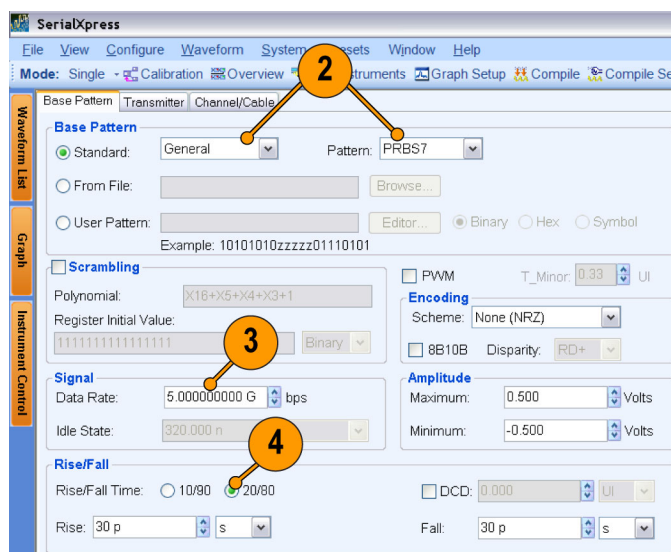 SerialXpress
File View Configure Waveform System Window Help
Mode: Single Calibration Overview Graph Setup Compile Compile Se
2
Base Pattern Transmitter Channel/Cable
Base Pattern
Standard: General Pattern: PRBS7
From File: Browse...
User Pattern: Editor... Binary Hex Symbol
Example: 10101010zzzzz01110101
Scrambling
PWM T_Minor: 0.33 UI
Polynomial: X16+X5+X4+X3+1
Encoding
Register Initial Value:
Scheme: None (NRZ)
1111111111111111 Binary
3
8B10B Disparity: RD+
Signal
Amplitude
Data Rate: 5.000000000 G bps
Maximum: 0.500 Volts
Idle State: 320.000 n
Minimum: -0.500 Volts
4
Rise/Fall
Rise/Fall Time: 10/90 20/80
DCD: 0.000 UI
Rise: 30 p s
Fall: 30 p s
Waveform List
Graph
Instrument Control